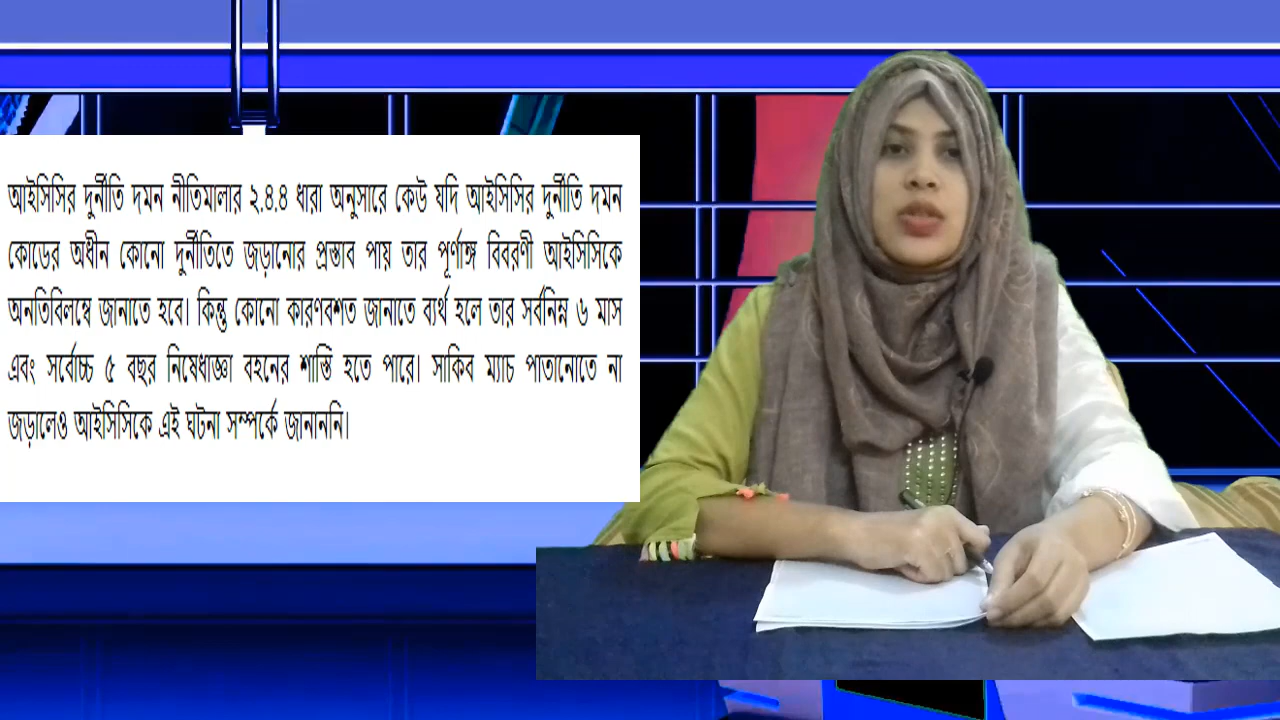 আইসিসির দুর্নীতি দমন নীতিমালার ২.৪.৪ ধারা অনুসারে কেউ যদি আইসিসির দুর্নীতি দমন
কোডের অধীন কোনো দুর্নীতিতে জড়ানোর প্রস্তাব পায় তার পূর্ণাঙ্গ বিবরণী আইসিসিকে
অনতিবিলম্বে জানাতে হবে। কিন্তু কোনো কারণবশত জানাতে ব্যর্থ হলে তার সর্বনিম্ন ৬ মাস
এবং সর্বোচ্চ ৫ বছর নিষেধাজ্ঞা বহনের শাস্তি হতে পারে। সাকিব ম্যাচ পাতানোতে না
জড়ালেও আইসিসিকে এই ঘটনা সম্পর্কে জানাননি।